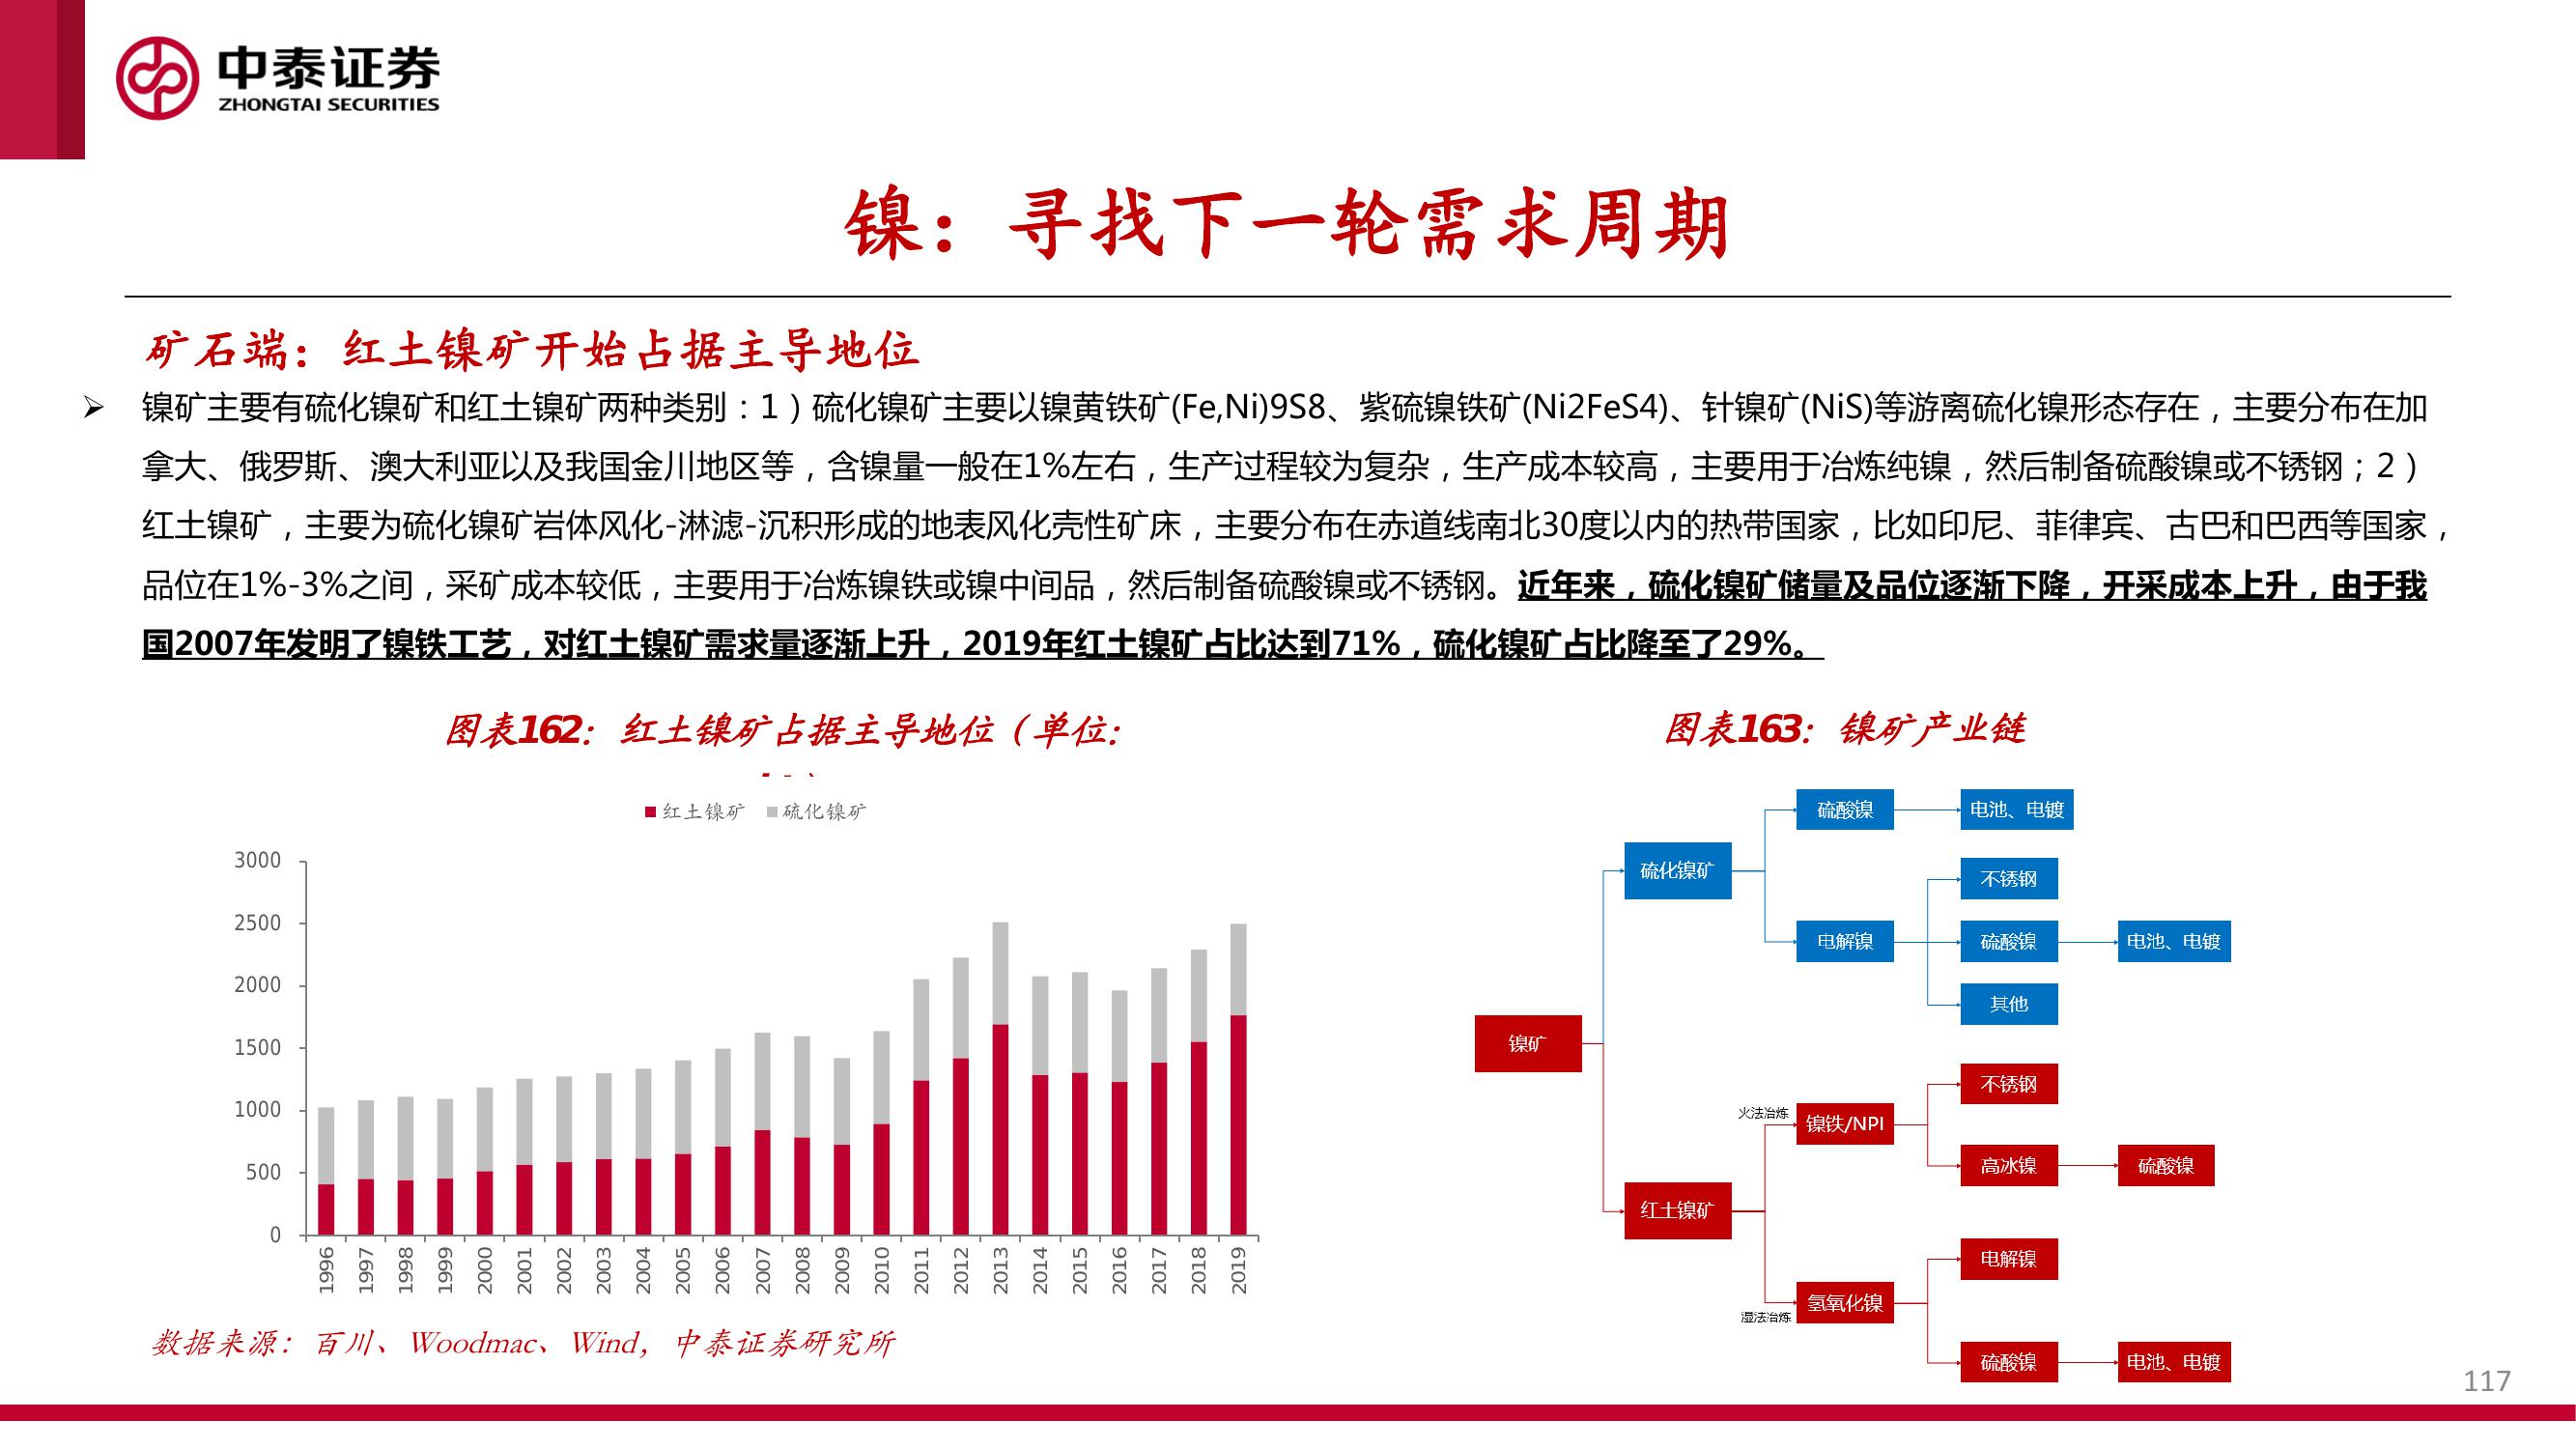 中泰证券
ZHONGTAI SECURITIES
镍：寻找下一轮需求周期
矿石端：红土镍矿开始占据主导地位
➢ 镍矿主要有硫化镍矿和红土镍矿两种类别：1）硫化镍矿主要以镍黄铁矿(Fe,Ni)9S8、紫硫镍铁矿(Ni2FeS4)、针镍矿(NiS)等游离硫化镍形态存在，主要分布在加
拿大、俄罗斯、澳大利亚以及我国金川地区等，含镍量一般在1%左右，生产过程较为复杂，生产成本较高，主要用于冶炼纯镍，然后制备硫酸镍或不锈钢；2）
红土镍矿，主要为硫化镍矿岩体风化-淋滤-沉积形成的地表风化壳性矿床，主要分布在赤道线南北30度以内的热带国家，比如印尼、菲律宾、古巴和巴西等国家，
品位在1%-3%之间，采矿成本较低，主要用于冶炼镍铁或镍中间品，然后制备硫酸镍或不锈钢。近年来，硫化镍矿储量及品位逐渐下降，开采成本上升，由于我
国2007年发明了镍铁工艺，对红土镍矿需求量逐渐上升，2019年红土镍矿占比达到71%，硫化镍矿占比降至了29%。
图表162：红土镍矿占据主导地位（单位：
红土镍矿 硫化镍矿
3000
2500
2000
1500
1000
500
0
1996 1997 1998 1999 2000 2001 2002 2003 2004 2005 2006 2007 2008 2009 2010 2011 2012 2013 2014 2015 2016 2017 2018 2019
数据来源：百川、Woodmac、Wind，中泰证券研究所
图表163：镍矿产业链
硫酸镍 电池、电镀
硫化镍矿
不锈钢
电解镍 硫酸镍 电池、电镀
其他
镍矿
不锈钢
火法冶炼
镍铁/NPI
高冰镍 硫酸镍
红土镍矿
电解镍
氢氧化镍
湿法冶炼
硫酸镍 电池、电镀
117